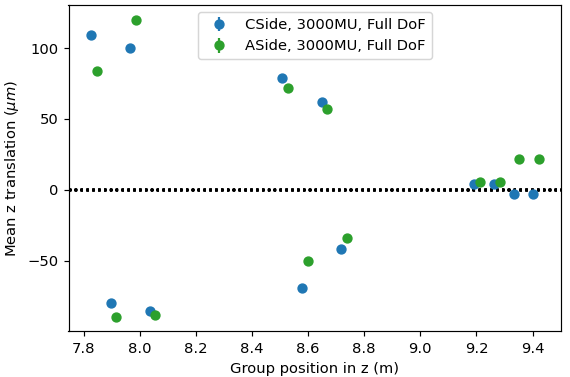 CSide, 3000MU, Full DoF
ASide, 3000MU, Full DoF
Mean z translation (μm)
100
50
0
−50
7.8 8.0 8.2 8.4 8.6 8.8 9.0 9.2 9.4
Group position in z (m)